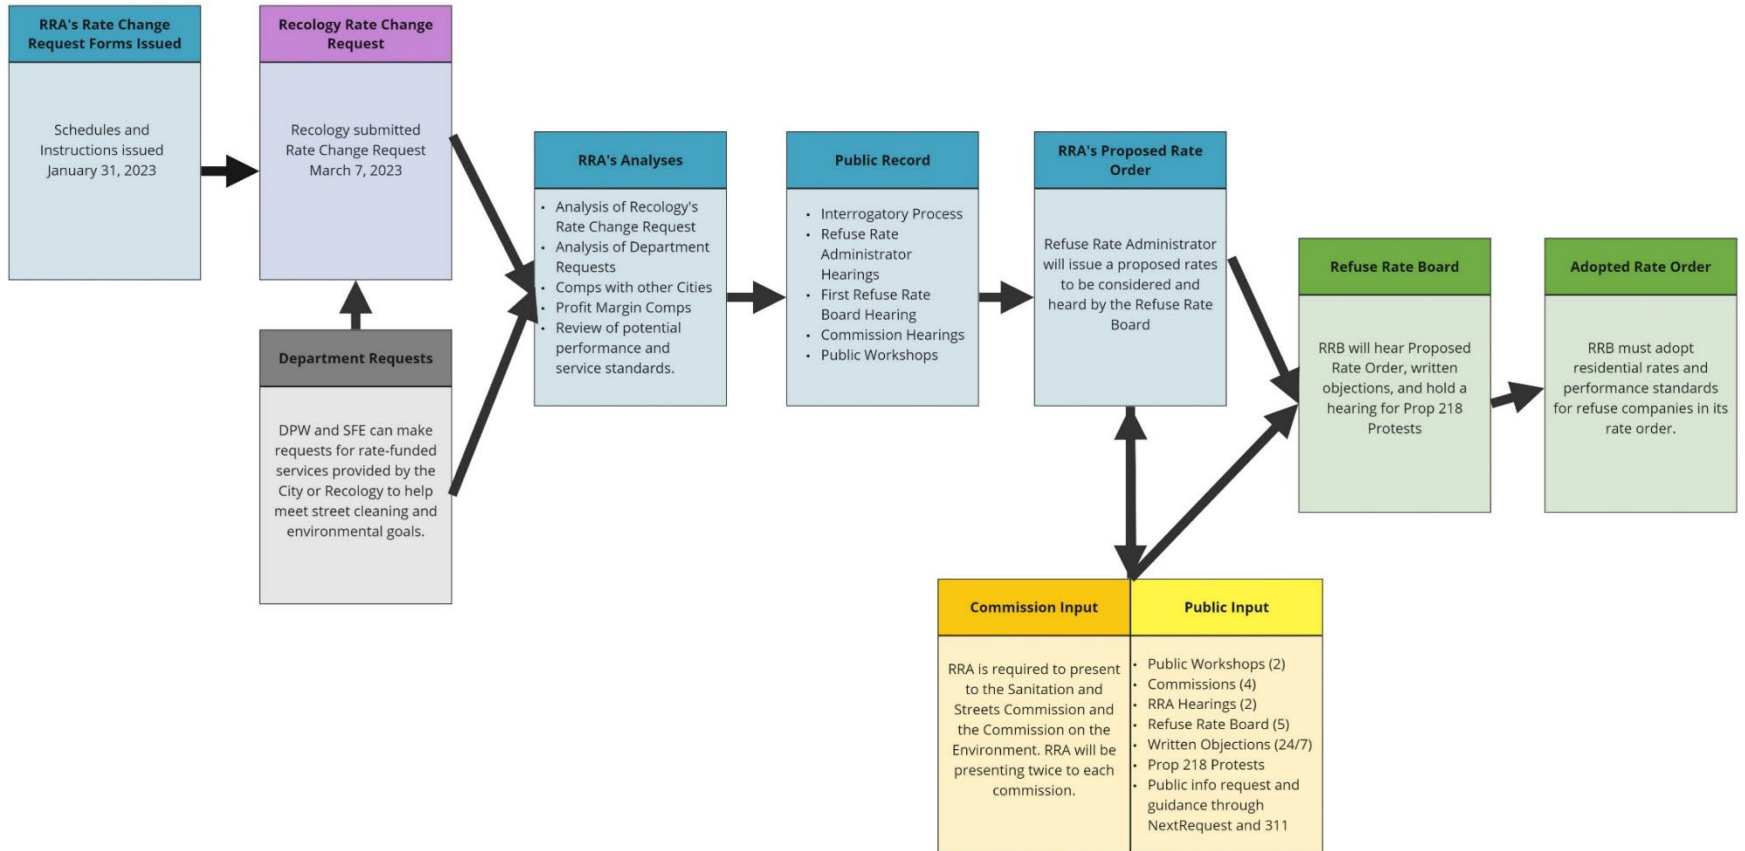 RRA's Rate Change
Request Forms Issued
Schedules and
Instructions issued
January 31, 2023
Recology Rate Change
Request
Recology submitted
Rate Change Request
March 7, 2023
Department Requests
DPW and SFE can make
requests for rate-funded
services provided by the
City or Recology to help
meet street cleaning and
environmental goals.
RRA's Analyses
• Analysis of Recology's
Rate Change Request
• Analysis of Department
Requests
• Comps with other Cities
• Profit Margin Comps
• Review of potential
performance and
service standards.
Public Record
• Interrogatory Process
• Refuse Rate
Administrator
Hearings
• First Refuse Rate
Board Hearing
• Commission Hearings
• Public Workshops
RRA's Proposed Rate
Order
Refuse Rate Administrator
will issue a proposed rates
to be considered and
heard by the Refuse Rate
Board
Commission Input
RRA is required to present
to the Sanitation and
Streets Commission and
the Commission on the
Environment. RRA will be
presenting twice to each
commission.
Public Input
• Public Workshops (2)
• Commissions (4)
• RRA Hearings (2)
• Refuse Rate Board (5)
• Written Objections (24/7)
• Prop 218 Protests
• Public info request and
guidance through
NextRequest and 311
Refuse Rate Board
RRB will hear Proposed
Rate Order, written
objections, and hold a
hearing for Prop 218
Protests
Adopted Rate Order
RRB must adopt
residential rates and
performance standards
for refuse companies in its
rate order.